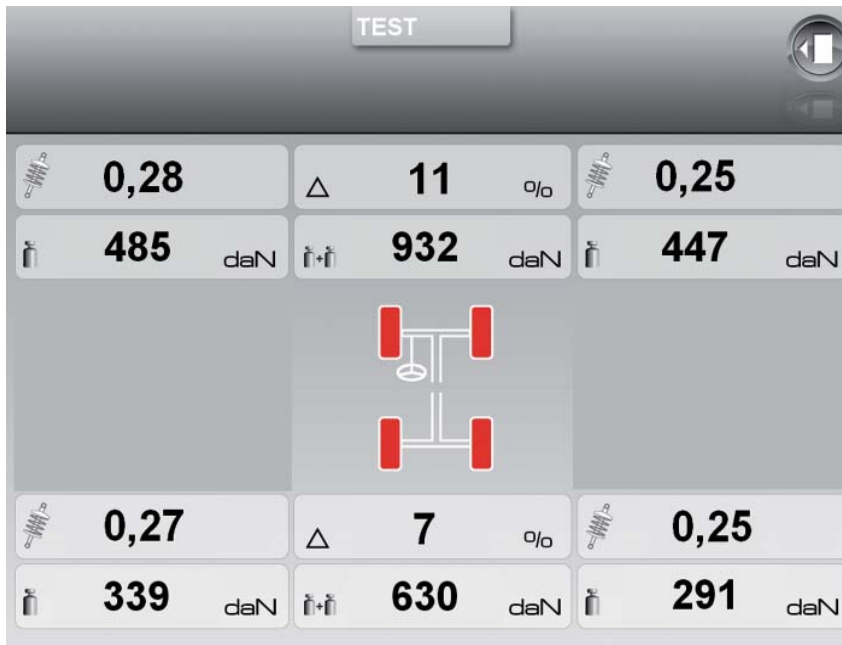 TEST
0,28 △ 11 % 0,25
485 daN 932 daN 447 daN
0,27 △ 7 % 0,25
339 daN 630 daN 291 daN